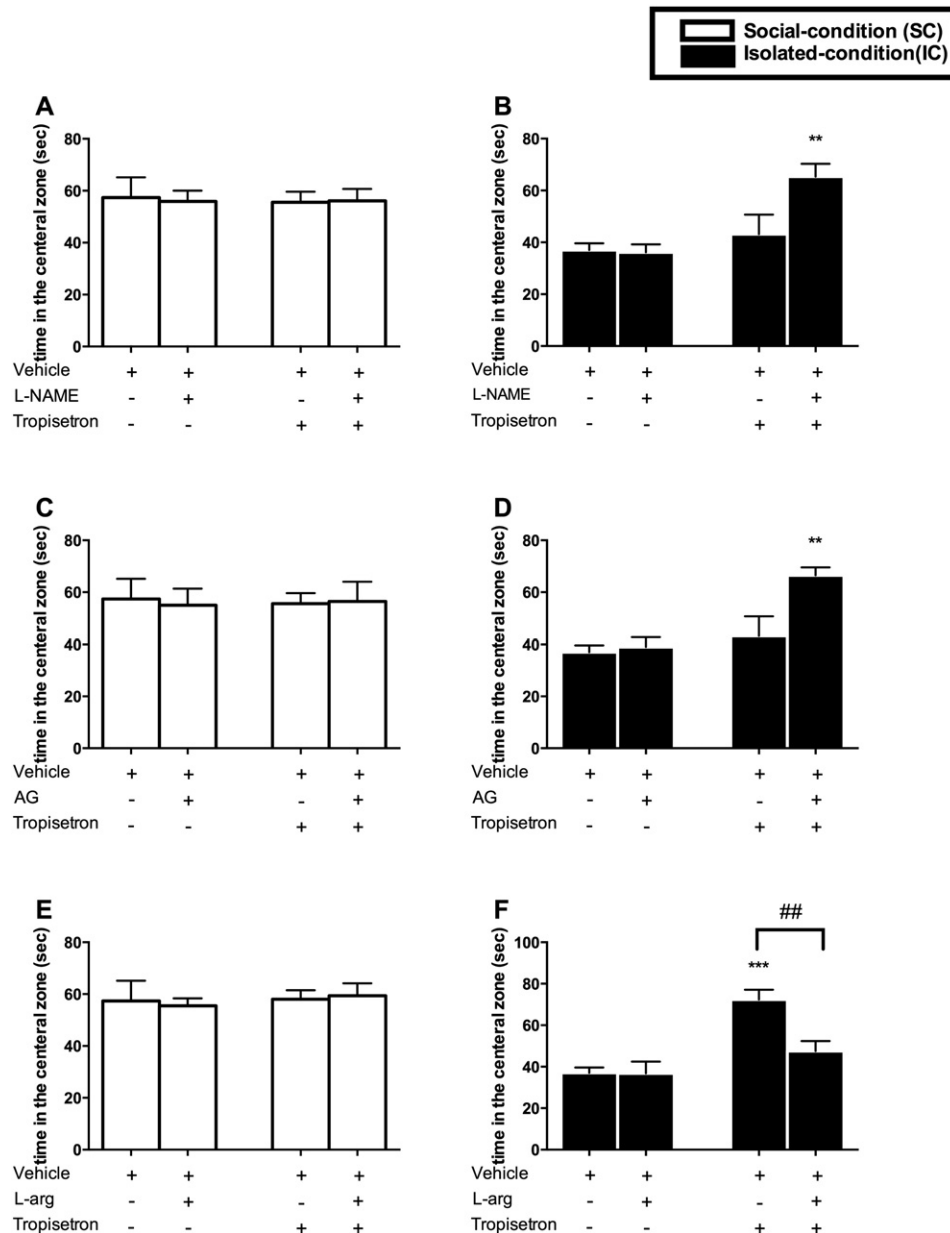 Social-condition (SC)
Isolated-condition(IC)
A
time in the centeral zone (sec)
80
60
40
20
0
Vehicle + + + +
L-NAME - + - +
Tropisetron - - + +
B
**
time in the centeral zone (sec)
80
60
40
20
0
Vehicle + + + +
L-NAME - + - +
Tropisetron - - + +
C
time in the centeral zone (sec)
80
60
40
20
0
Vehicle + + + +
AG - + - +
Tropisetron - - + +
D
**
time in the centeral zone (sec)
80
60
40
20
0
Vehicle + + + +
AG - + - +
Tropisetron - - + +
E
time in the centeral zone (sec)
80
60
40
20
0
Vehicle + + + +
L-arg - + - +
Tropisetron - - + +
F
##
***
time in the centeral zone (sec)
100
80
60
40
20
0
Vehicle + + + +
L-arg - + - +
Tropisetron - - + +